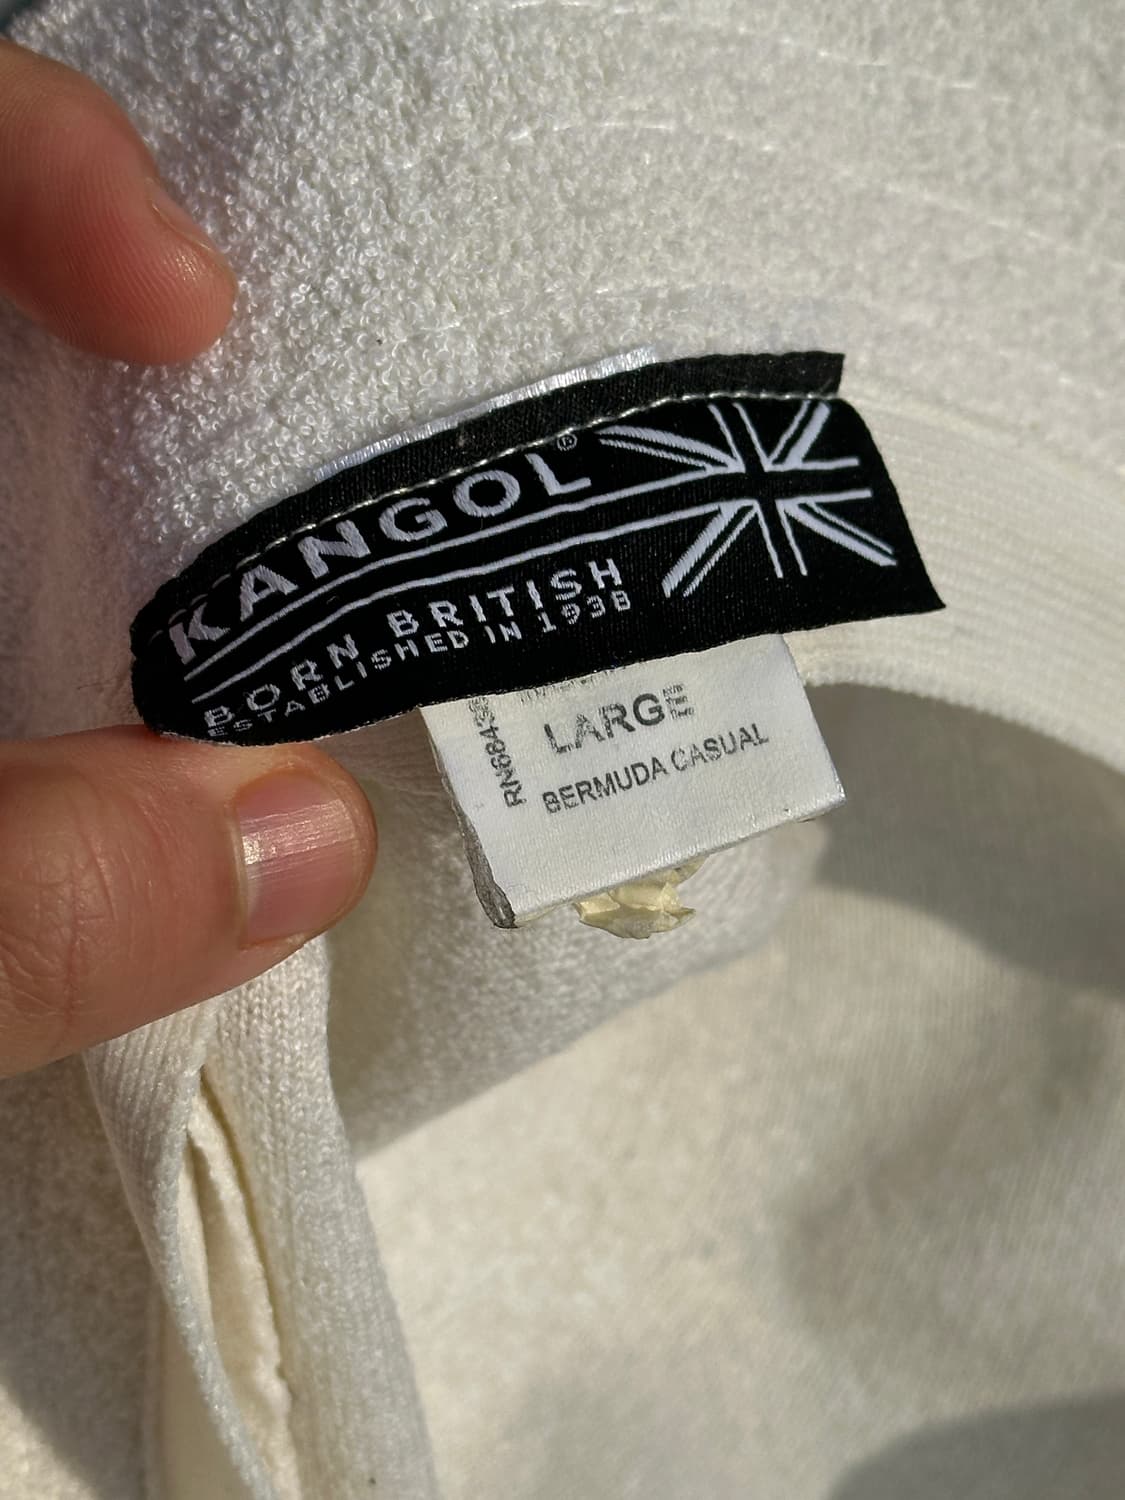 KANGOL®
BORN BRITISH
ESTABLISHED IN 1938
LARGE
BERMUDA CASUAL